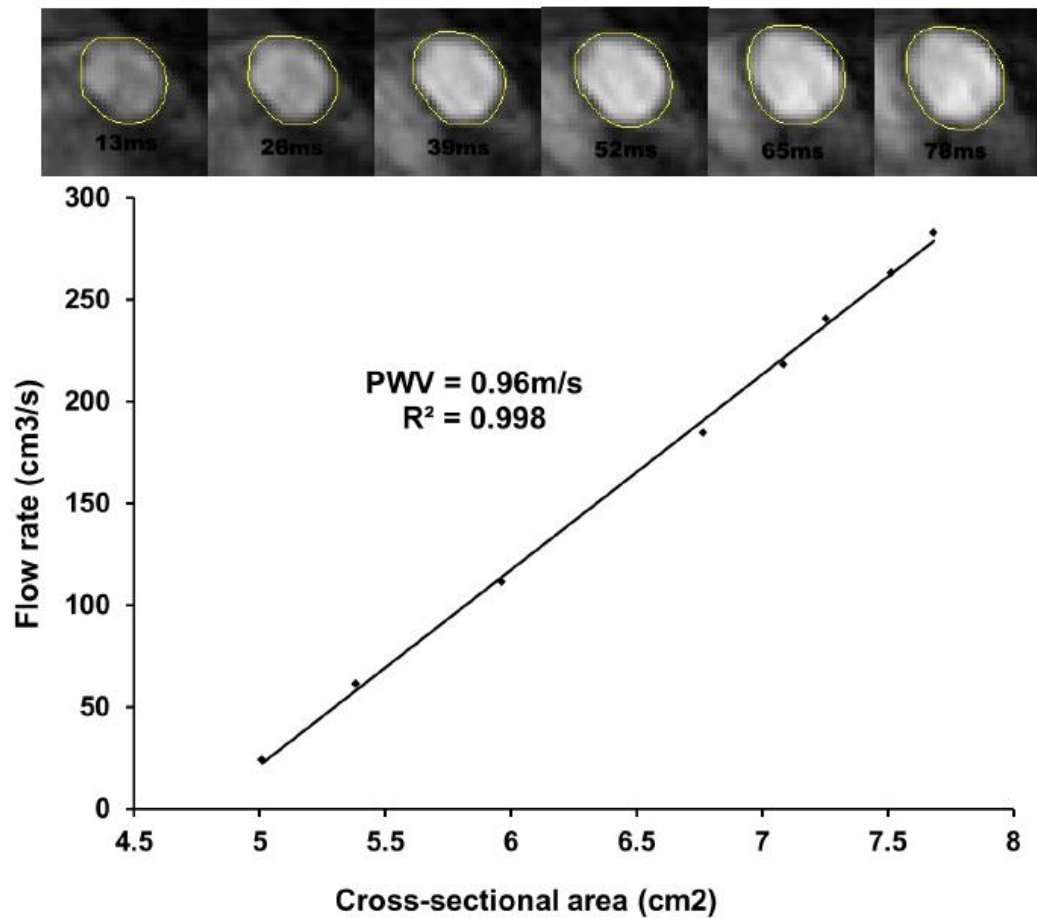 13ms 26ms 39ms 52ms 65ms 78ms
300
250
200
150
100
50
0
Flow rate (cm3/s)
PWV = 0.96m/s
R² = 0.998
4.5 5 5.5 6 6.5 7 7.5 8
Cross-sectional area (cm2)